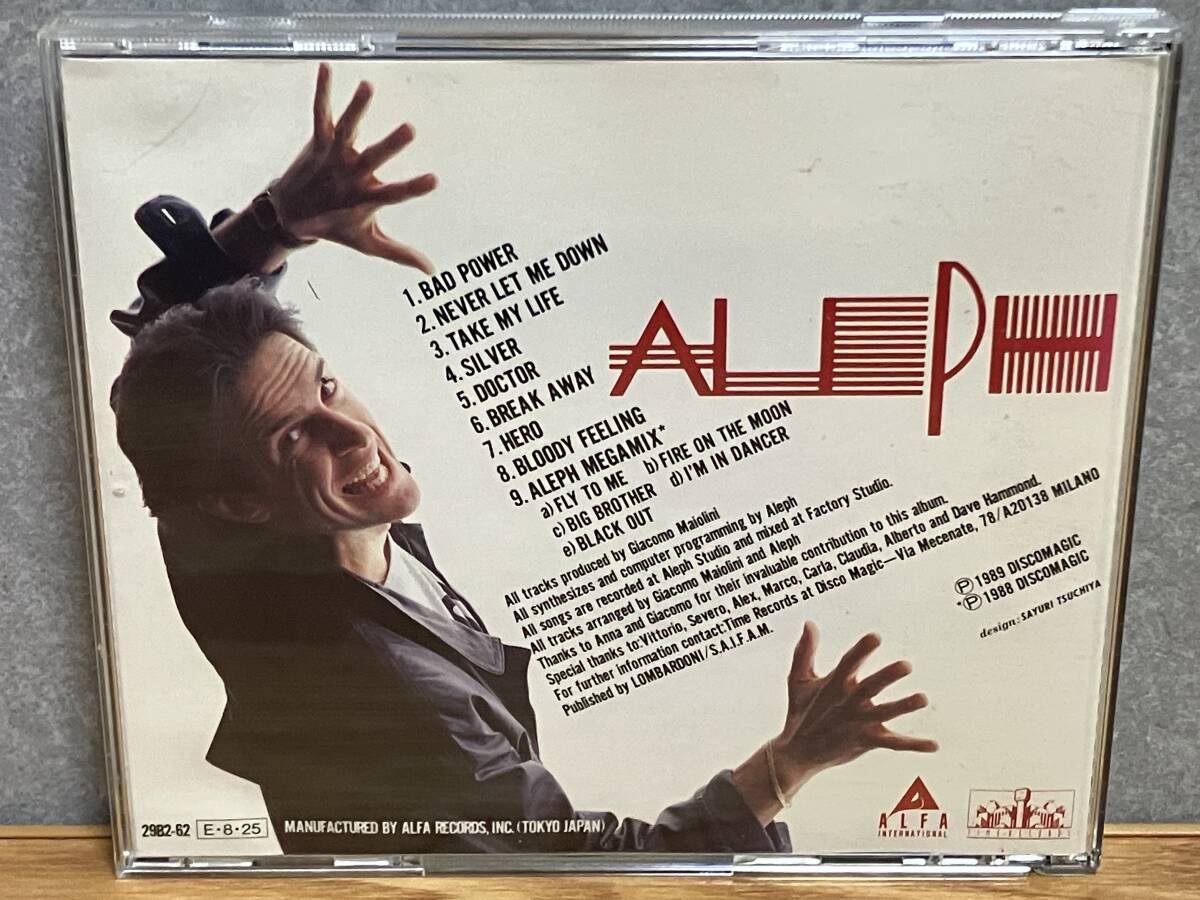 1. BAD POWER
2. NEVER LET ME DOWN
3. TAKE MY LIFE
4. SILVER
5. DOCTOR
6. BREAK AWAY
7. HERO
8. BLOODY FEELING
9. ALEPH MEGAMIX*
a) FLY TO ME b) FIRE ON THE MOON
c) BIG BROTHER d) I'M IN DANCER
e) BLACK OUT
ALEPH
All tracks produced by Giacomo Maiolini
All synthesizes and computer programming by Aleph
All songs are recorded at Aleph Studio and mixed at Factory Studio.
All tracks arranged by Giacomo Maiolini and Aleph
Thanks to Anna and Giacomo for their invaluable contribution to this album.
Special thanks to: Vittorio, Severo, Alex, Marco, Carla, Claudia, Alberto and Dave Hammond.
For further information contact: Time Records at Disco Magic—Via Mecenate, 78/A20138 MILANO
Published by LOMBARDONI/S.A.I.F.A.M.
Ⓟ 1989 DISCOMAGIC
*Ⓟ 1988 DISCOMAGIC
design: SAYURI TSUCHIYA
29B2-62 E・8・25 MANUFACTURED BY ALFA RECORDS, INC. (TOKYO JAPAN)
ALFA
INTERNATIONAL
TIME RECORDS